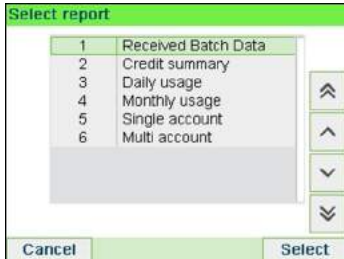 Select report
1 Received Batch Data
2 Credit summary
3 Daily usage
4 Monthly usage
5 Single account
6 Multi account
Cancel Select